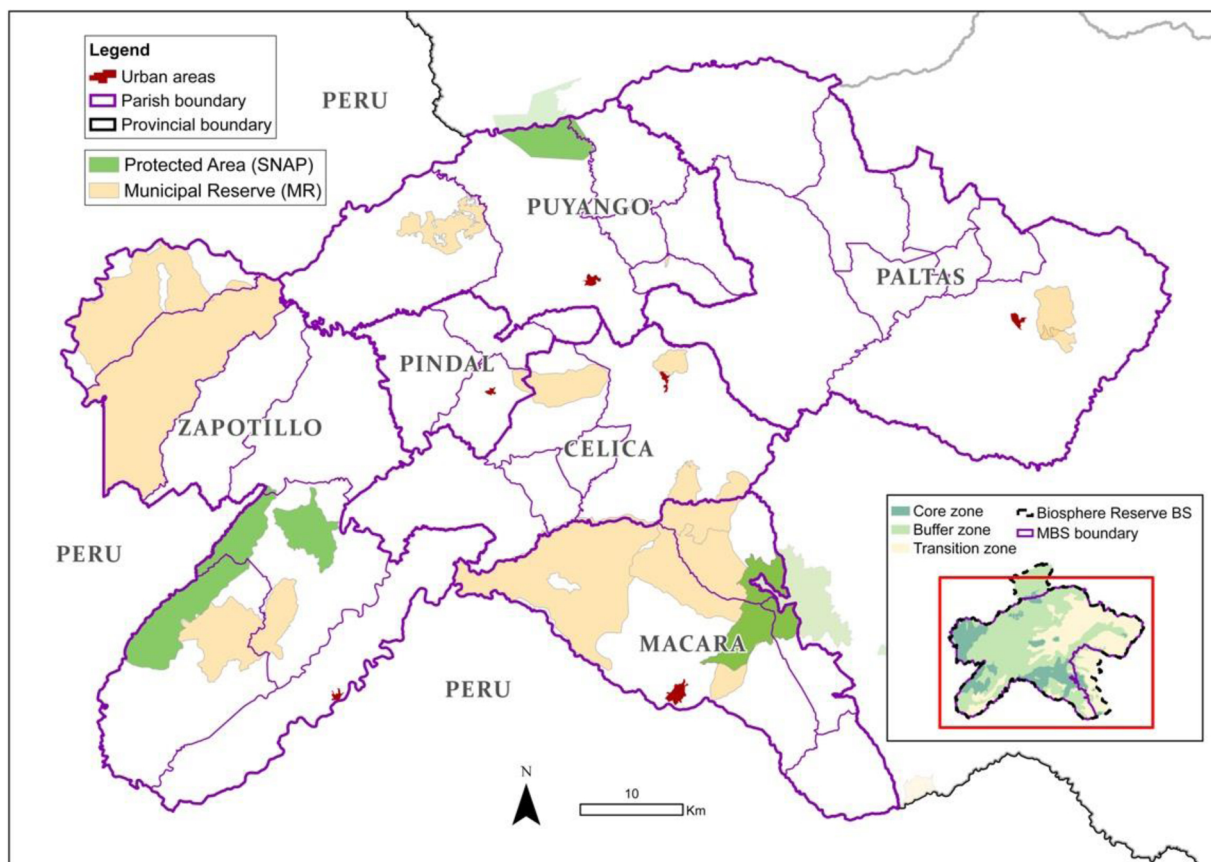 Legend
Urban areas
Parish boundary
Provincial boundary
Protected Area (SNAP)
Municipal Reserve (MR)
PERU
PUYANGO
PALTAS
PINDAL
ZAPOTILLO
CELICA
PERU
MACARA
PERU
N
10
Km
Core zone
Buffer zone
Transition zone
Biosphere Reserve BS
MBS boundary